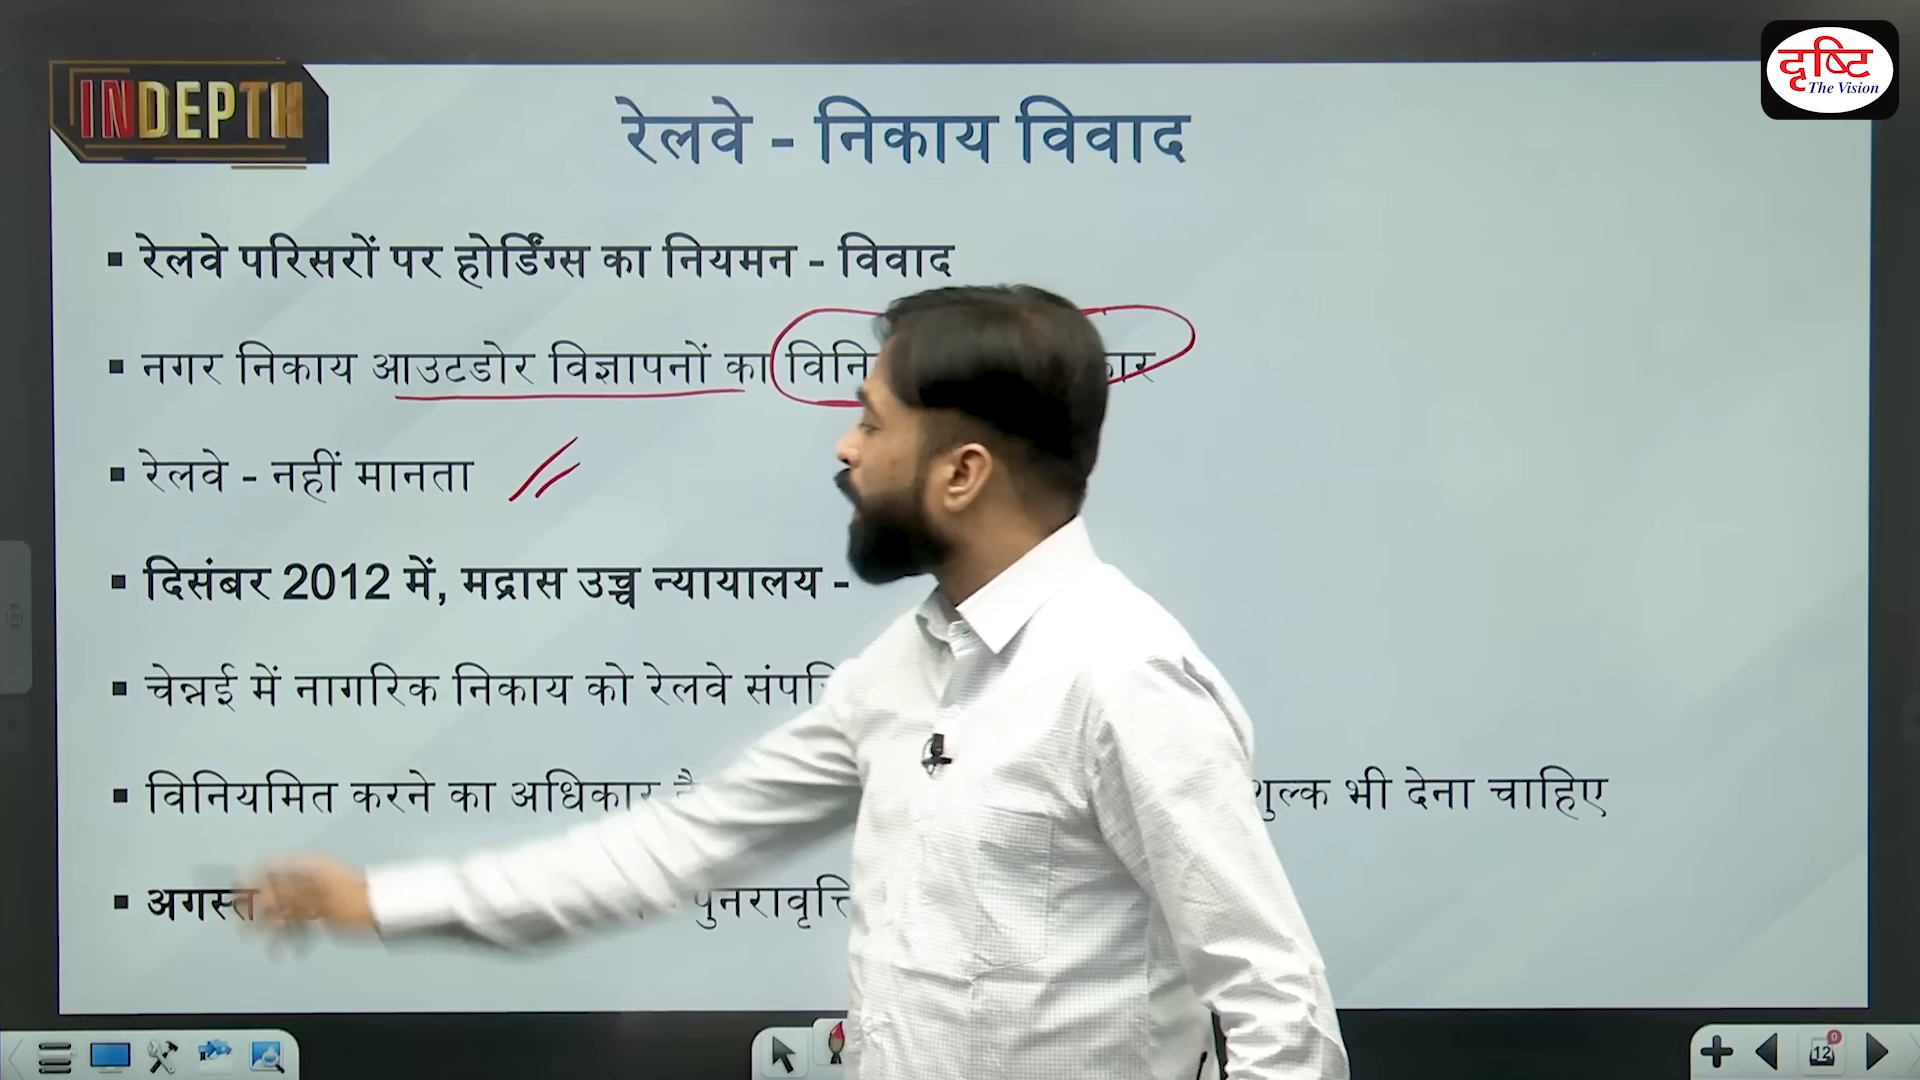 INDEPTH
दृष्टि
The Vision
रेलवे - निकाय विवाद
▪ रेलवे परिसरों पर होर्डिंग्स का नियमन - विवाद
▪ नगर निकाय आउटडोर विज्ञापनों का
▪ रेलवे - नहीं मानता
▪ दिसंबर 2012 में, मद्रास उच्च न्यायालय -
▪ चेन्नई में नागरिक निकाय को रेलवे
▪ विनियमित करने का अधिकार है शुल्क भी देना चाहिए
▪ अगस्त - पुनरावृत्ति
12
0